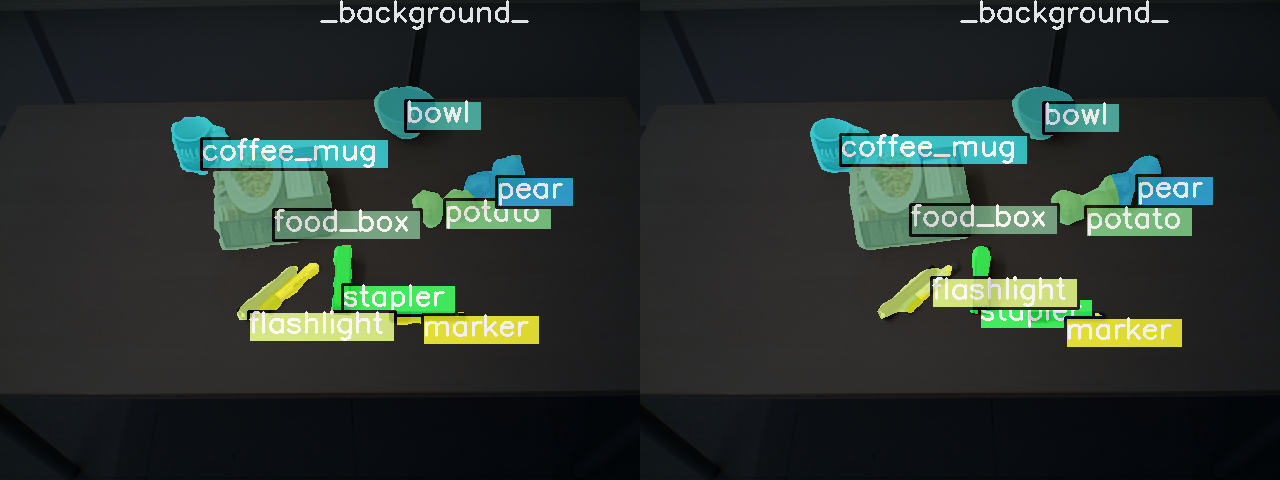 _background_
bowl
coffee_mug
pear
potato
food_box
stapler
flashlight
marker
_background_
bowl
coffee_mug
pear
potato
food_box
flashlight
stapler
marker